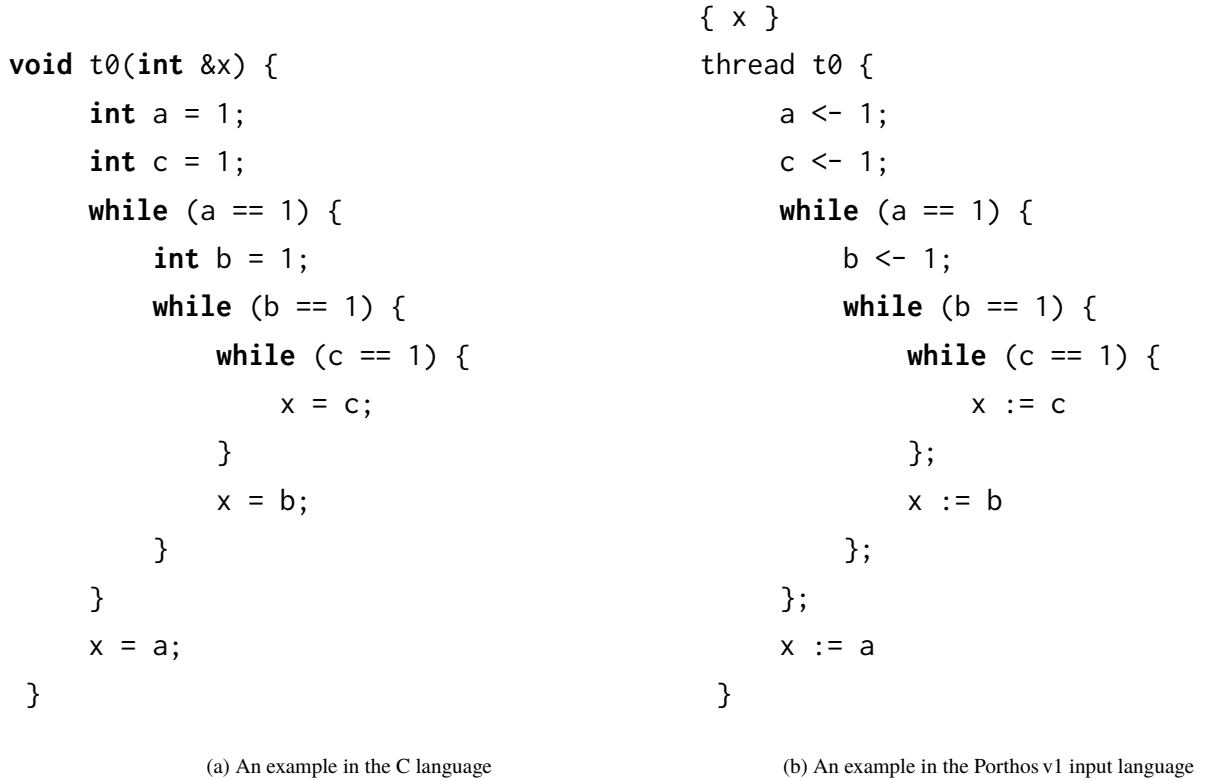 void t0(int &x) {
    int a = 1;
    int c = 1;
    while (a == 1) {
        int b = 1;
        while (b == 1) {
            while (c == 1) {
                x = c;
            }
            x = b;
        }
    }
    x = a;
}
(a) An example in the C language
{ x }
thread t0 {
    a <- 1;
    c <- 1;
    while (a == 1) {
        b <- 1;
        while (b == 1) {
            while (c == 1) {
                x := c
            };
            x := b
        };
    };
    x := a
}
(b) An example in the Porthos v1 input language